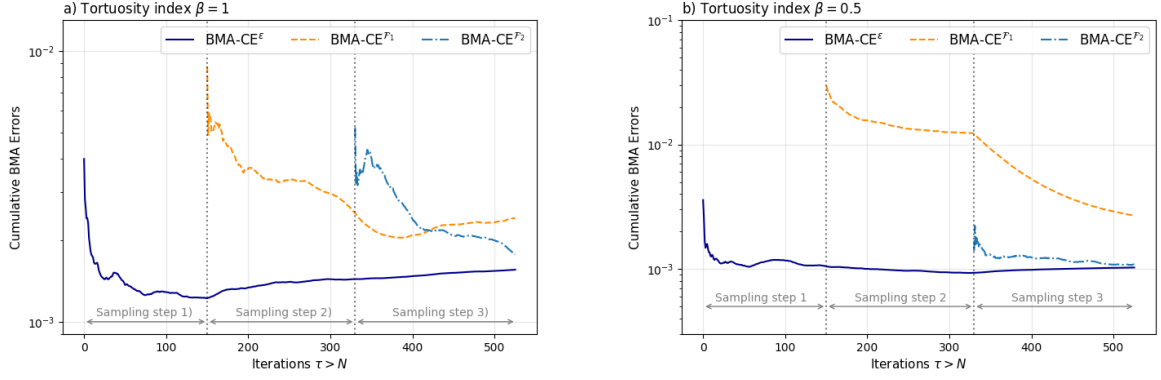 a) Tortuosity index β = 1
BMA-CE^ε BMA-CE^{F₁} BMA-CE^{F₂}
10⁻²
10⁻³
Cumulative BMA Errors
Sampling step 1) Sampling step 2) Sampling step 3)
0 100 200 300 400 500
Iterations τ > N
b) Tortuosity index β = 0.5
BMA-CE^ε BMA-CE^{F₁} BMA-CE^{F₂}
10⁻¹
10⁻²
10⁻³
Cumulative BMA Errors
Sampling step 1 Sampling step 2 Sampling step 3
0 100 200 300 400 500
Iterations τ > N